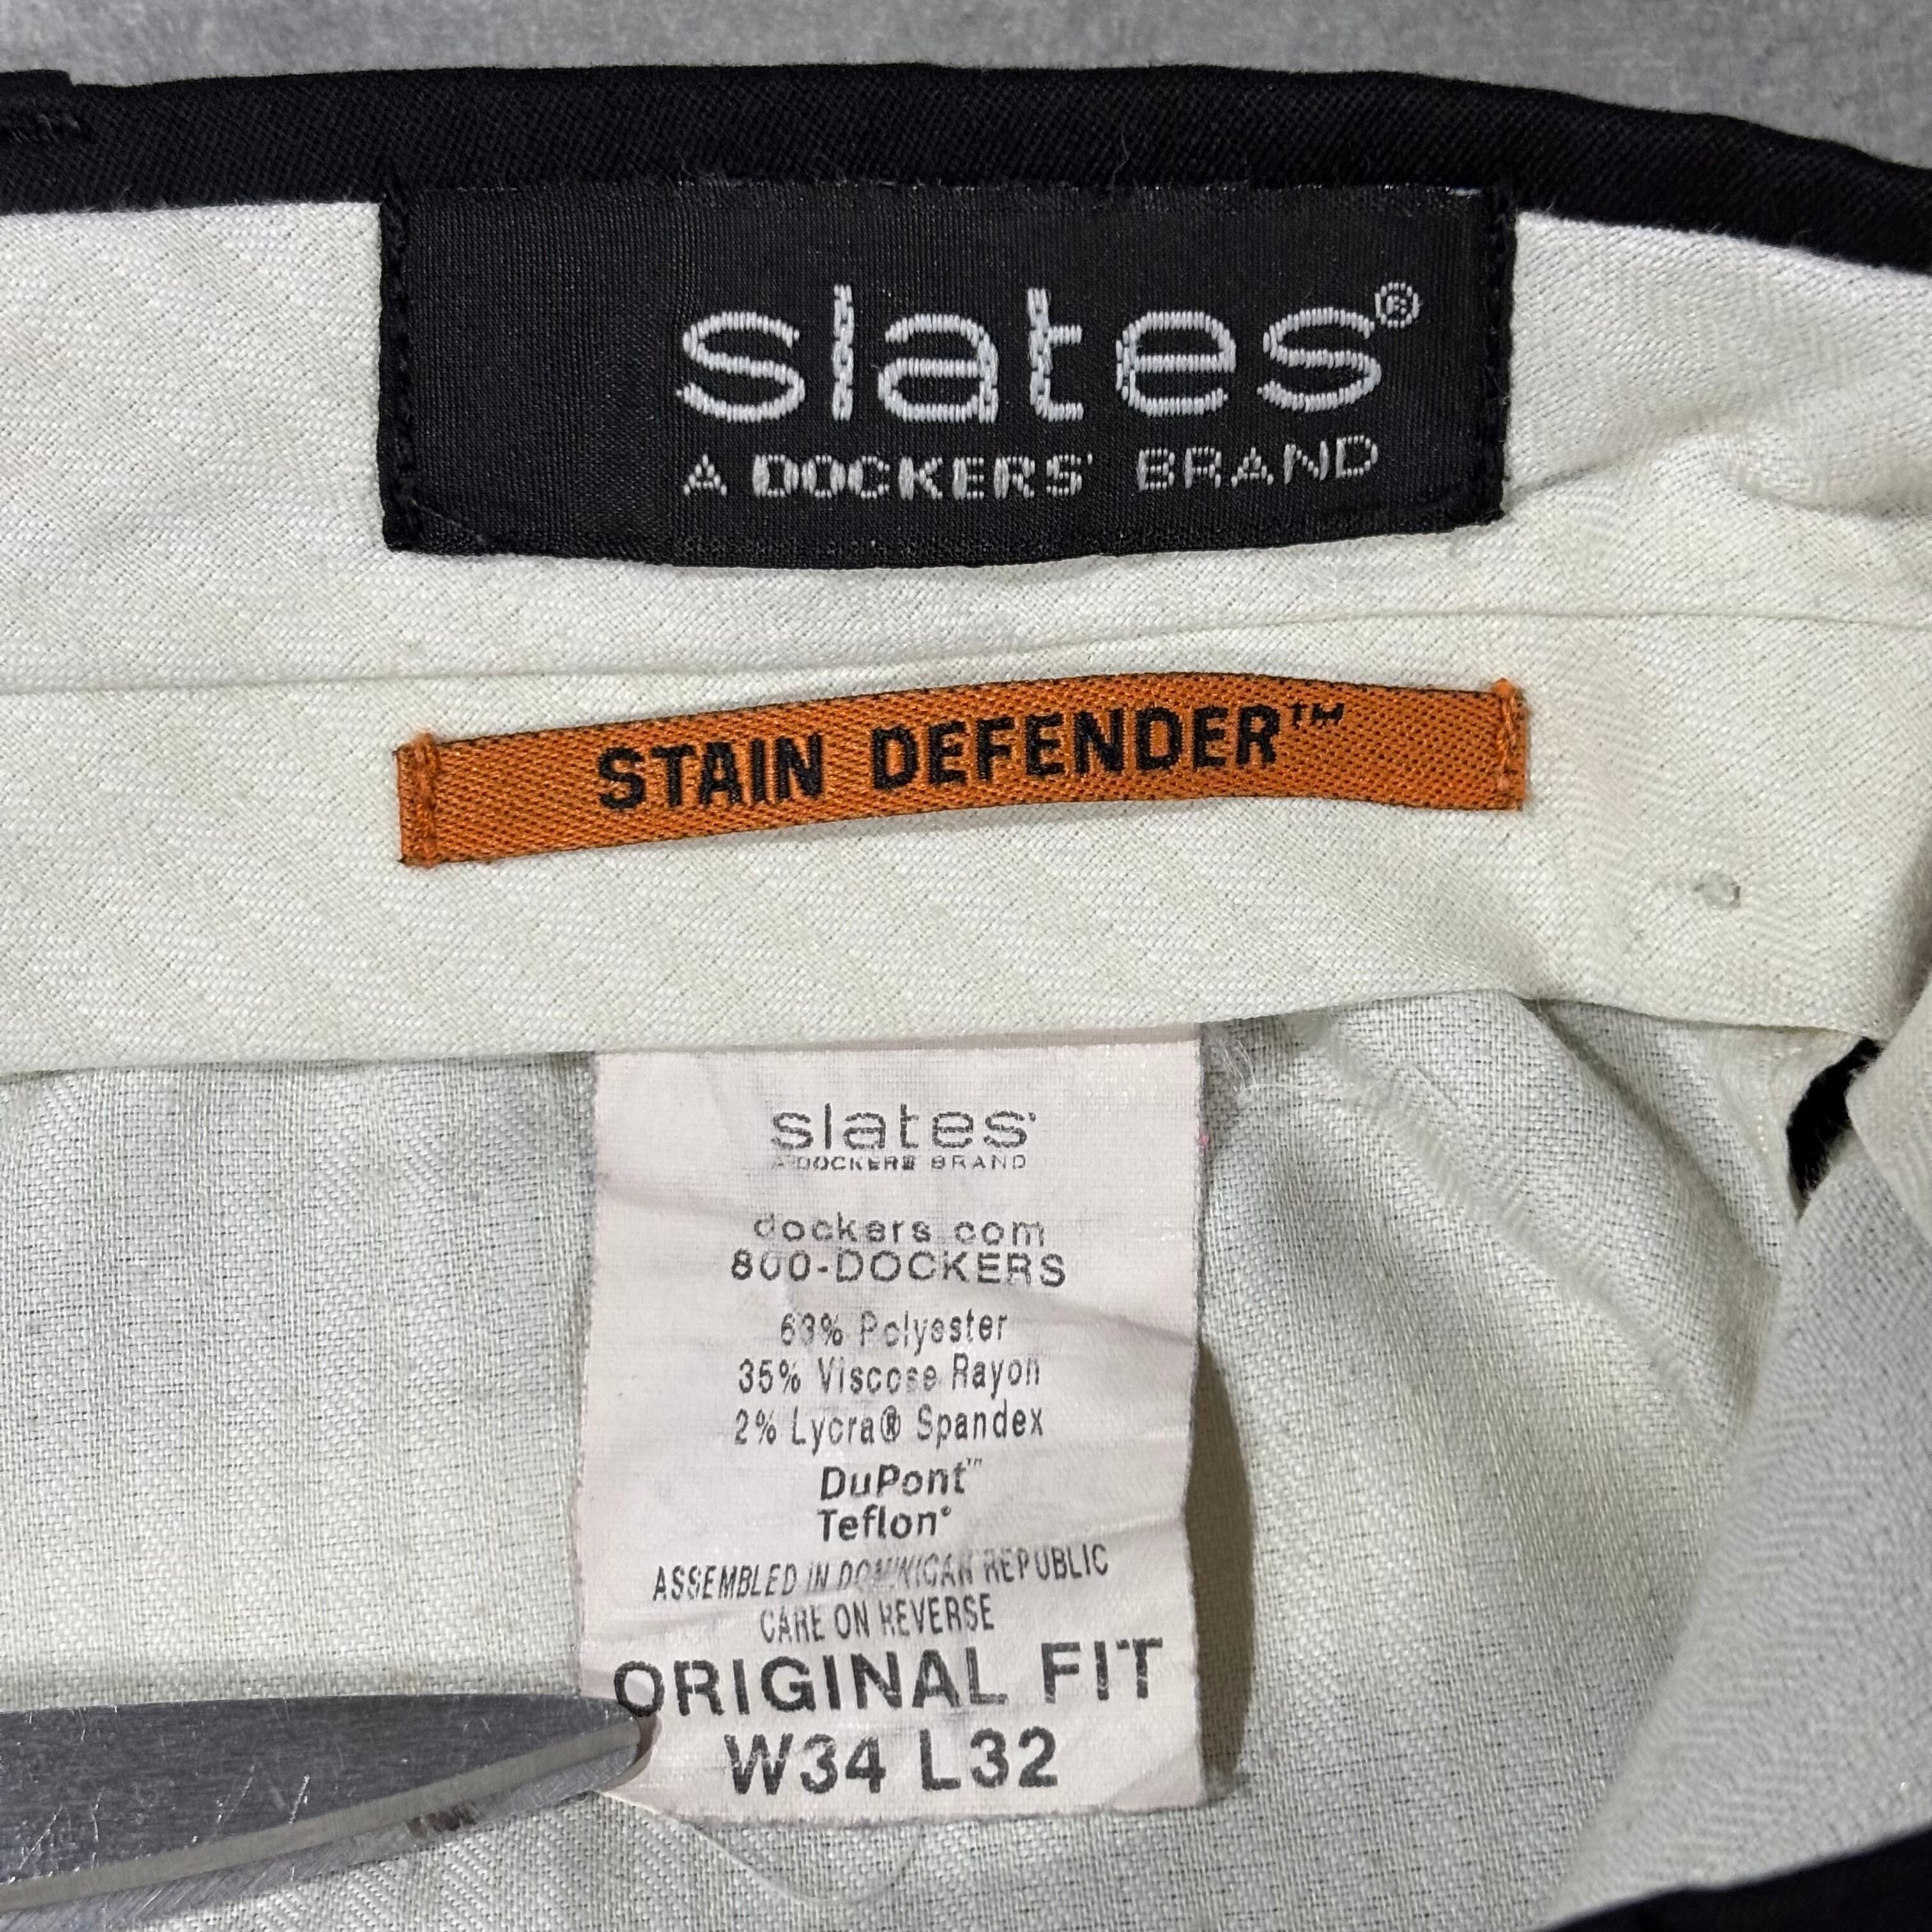 slates®
A DOCKERS® BRAND
STAIN DEFENDER™
slates®
A DOCKERS® BRAND
dockers.com
800-DOCKERS
63% Polyester
35% Viscose Rayon
2% Lycra® Spandex
DuPont™
Teflon®
ASSEMBLED IN DOMINICAN REPUBLIC
CARE ON REVERSE
ORIGINAL FIT
W34 L32